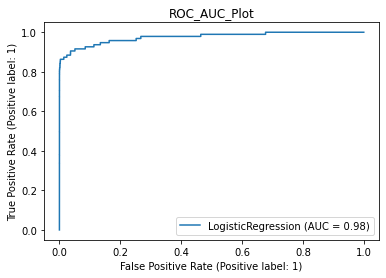 ROC_AUC_Plot
True Positive Rate (Positive label: 1)
1.0
0.8
0.6
0.4
0.2
0.0
LogisticRegression (AUC = 0.98)
0.0 0.2 0.4 0.6 0.8 1.0
False Positive Rate (Positive label: 1)